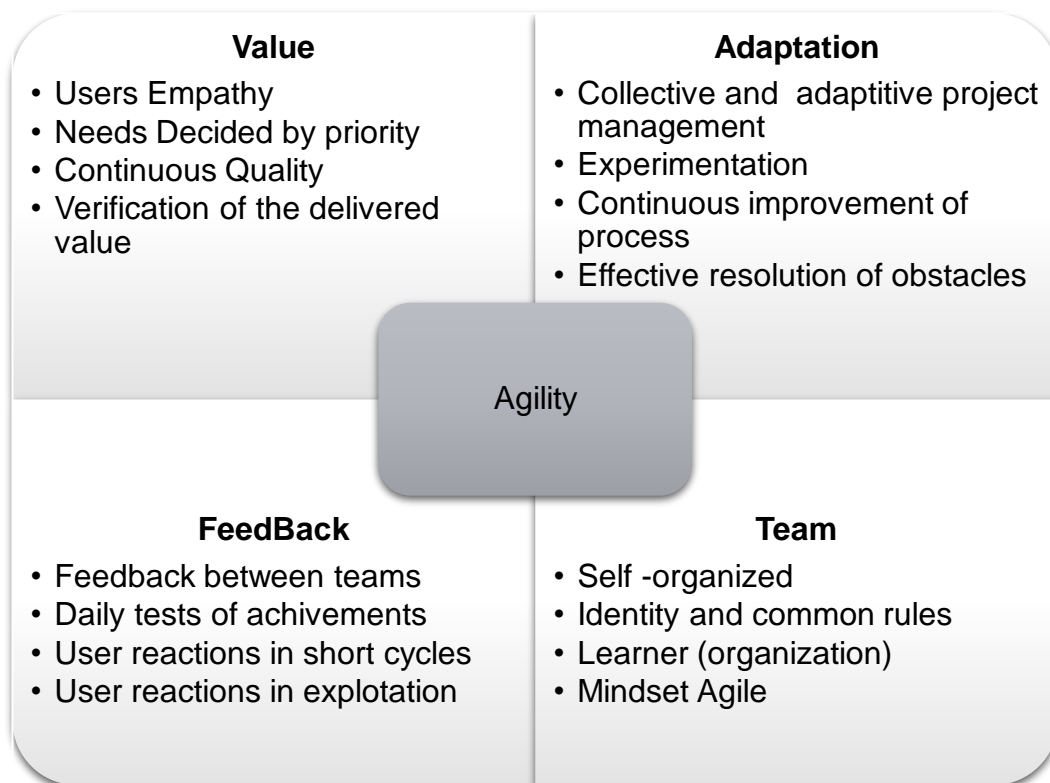 Value
• Users Empathy
• Needs Decided by priority
• Continuous Quality
• Verification of the delivered
value
Adaptation
• Collective and  adaptitive project
management
• Experimentation
• Continuous improvement of
process
• Effective resolution of obstacles
Agility
FeedBack
• Feedback between teams
• Daily tests of achivements
• User reactions in short cycles
• User reactions in explotation
Team
• Self -organized
• Identity and common rules
• Learner (organization)
• Mindset Agile